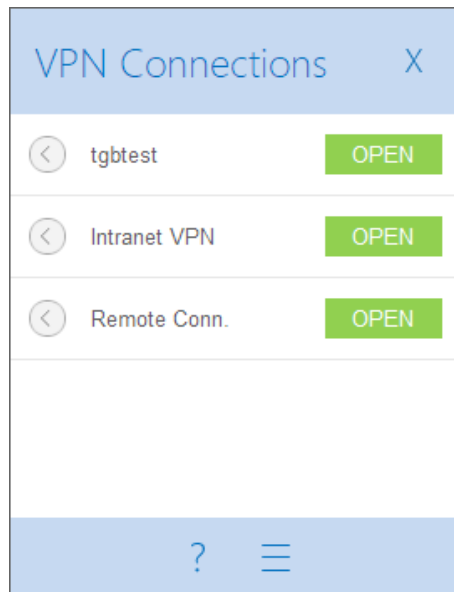 VPN Connections X
tgbtest OPEN
Intranet VPN OPEN
Remote Conn. OPEN
?